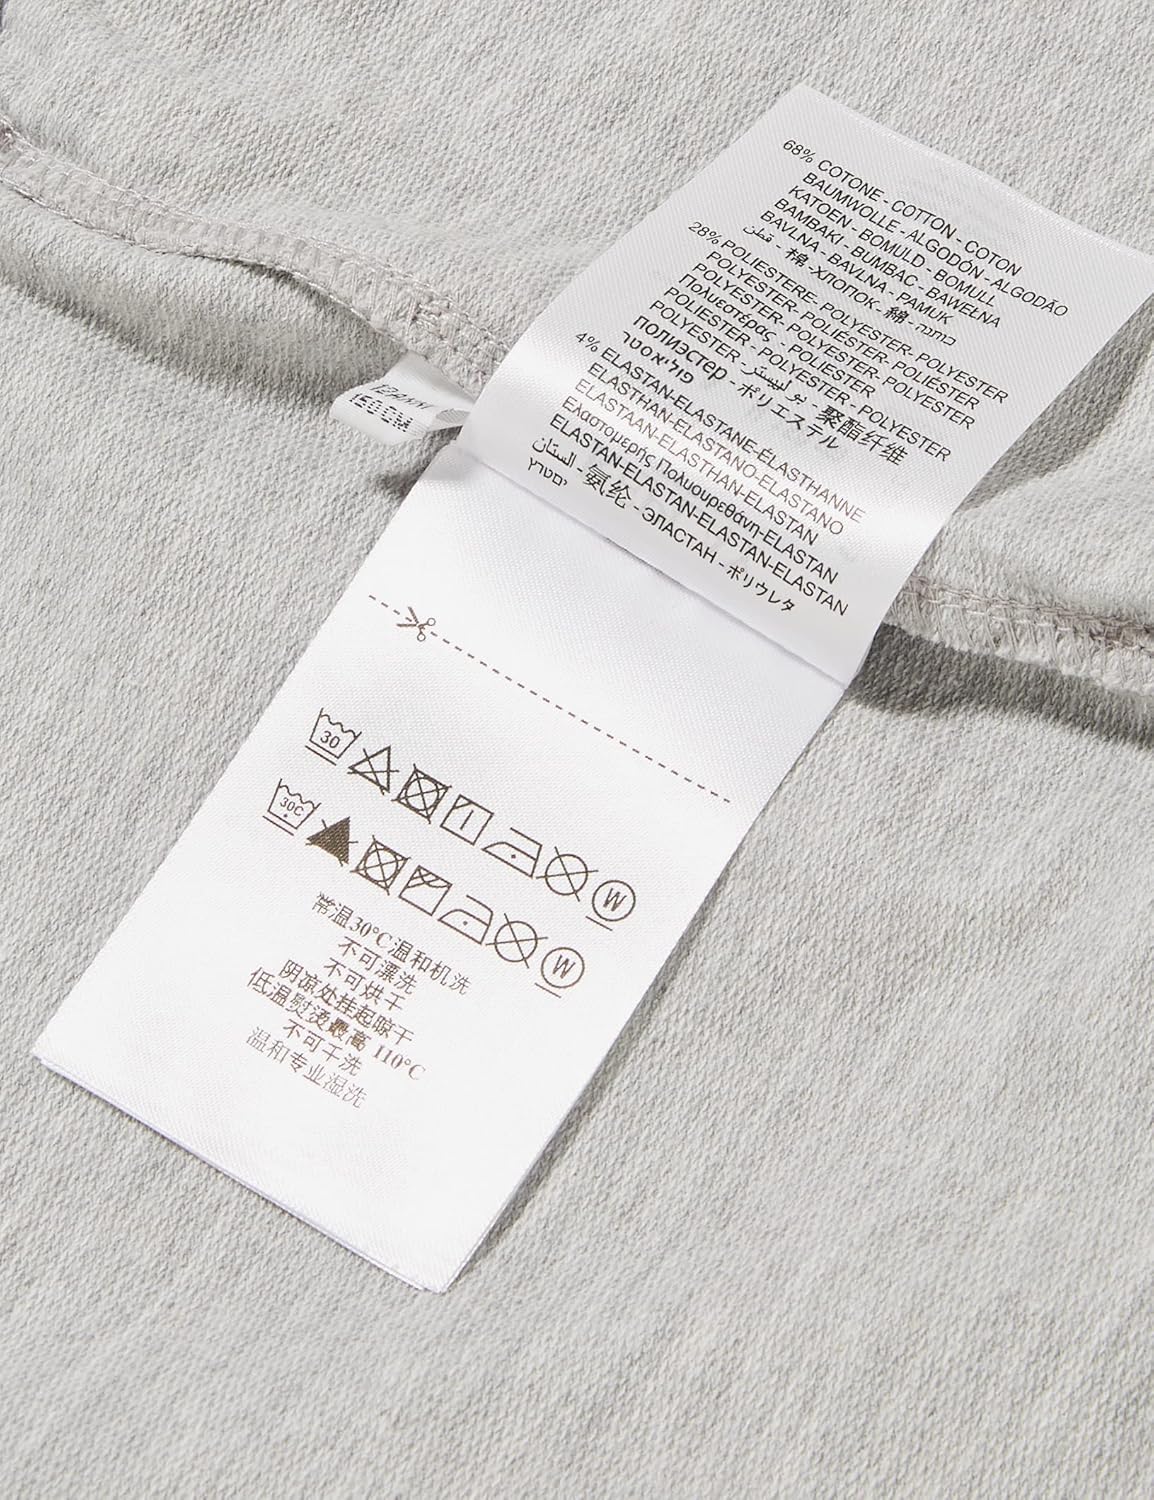 68% COTONE - COTTON - COTON
BAUMWOLLE - ALGODÓN - ALGODÃO
KATOEN - BOMULD - BOMULL
BAMBAKI - BUMBAC - BAWEŁNA
BAVLNA - BAVLNA - PAMUK
قطن - 棉 - ХЛОПОК - 綿 - כותנה
28% POLIESTERE- POLYESTER- POLYESTER
POLYESTER- POLIÉSTER- POLIÉSTER
POLYESTER - POLYESTER- POLYESTER
Πολυεστέρας - POLIESTER
POLIESTER - POLYESTER- POLYESTER
POLYESTER - بوليستر - 聚酯纤维
ПОЛИЭСТЕР - ポリエステル
פוליאסטר
4% ELASTAN-ELASTANE-ÉLASTHANNE
ELASTHAN-ELASTANO-ELASTANO
ELASTAAN-ELASTHAN-ELASTAN
Ελαστομερής Πολυουρεθάνη-ELASTAN
ELASTAN-ELASTAN-ELASTAN-ELASTAN
الستان - 氨纶 - ЭЛАСТАН - ポリウレタ
30
W
30C
W
常温30°C温和机洗
不可漂洗
不可烘干
阴凉处挂起晾干
低温熨烫最高 110°C
不可干洗
温和专业湿洗